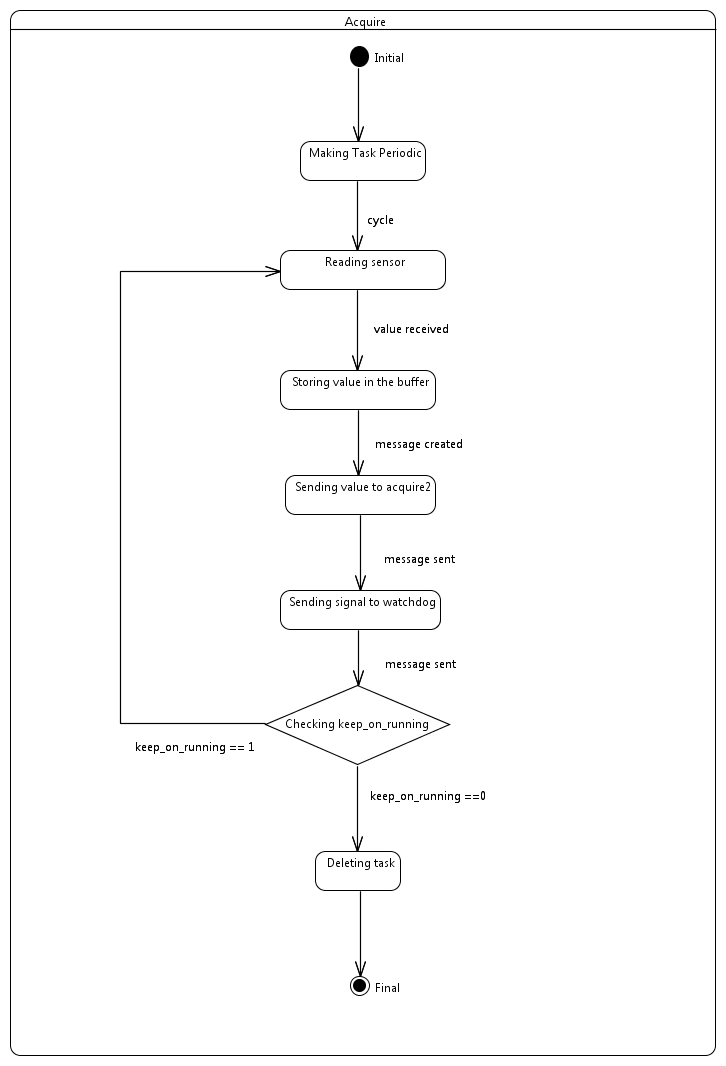 Acquire
Initial
Making Task Periodic
cycle
Reading sensor
value received
Storing value in the buffer
message created
Sending value to acquire2
message sent
Sending signal to watchdog
message sent
Checking keep_on_running
keep_on_running == 1
keep_on_running ==0
Deleting task
Final